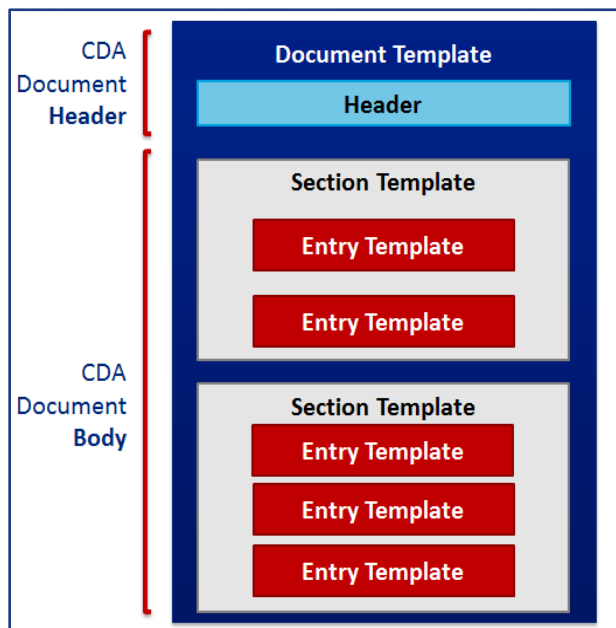 CDA
Document
Header
Document Template
Header
CDA
Document
Body
Section Template
Entry Template
Entry Template
Section Template
Entry Template
Entry Template
Entry Template